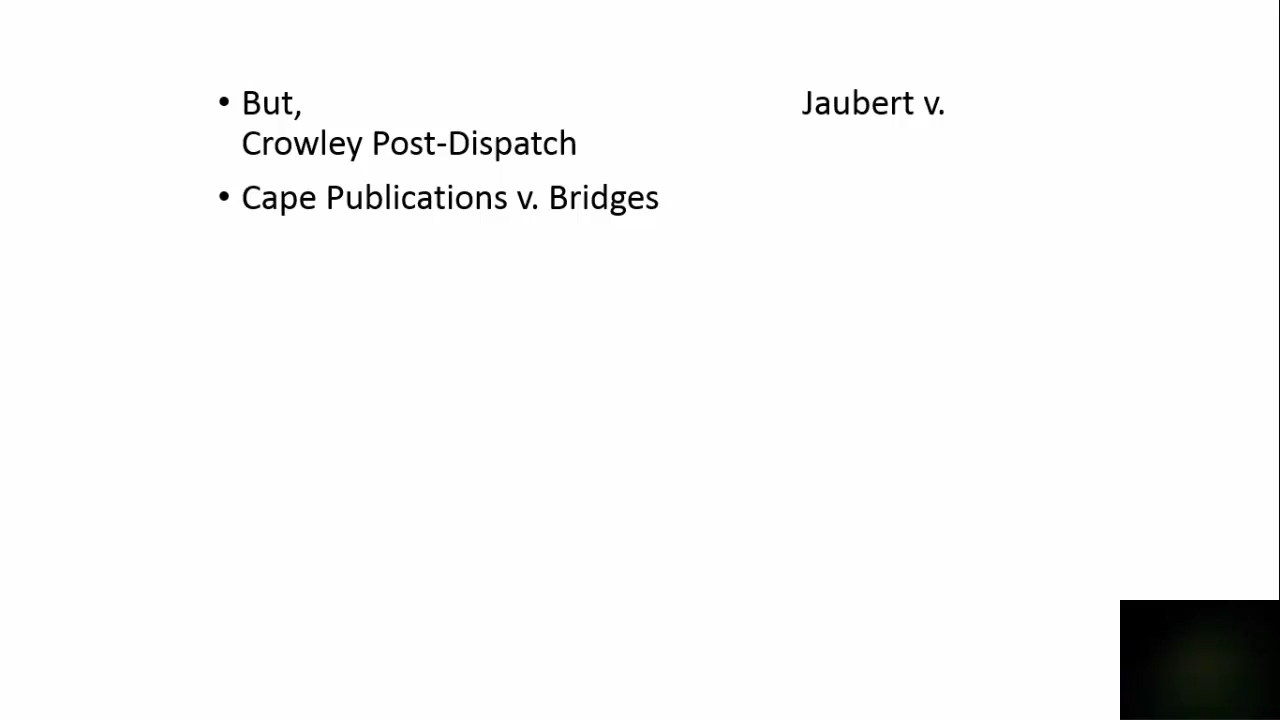 • But, Jaubert v.
Crowley Post-Dispatch
• Cape Publications v. Bridges